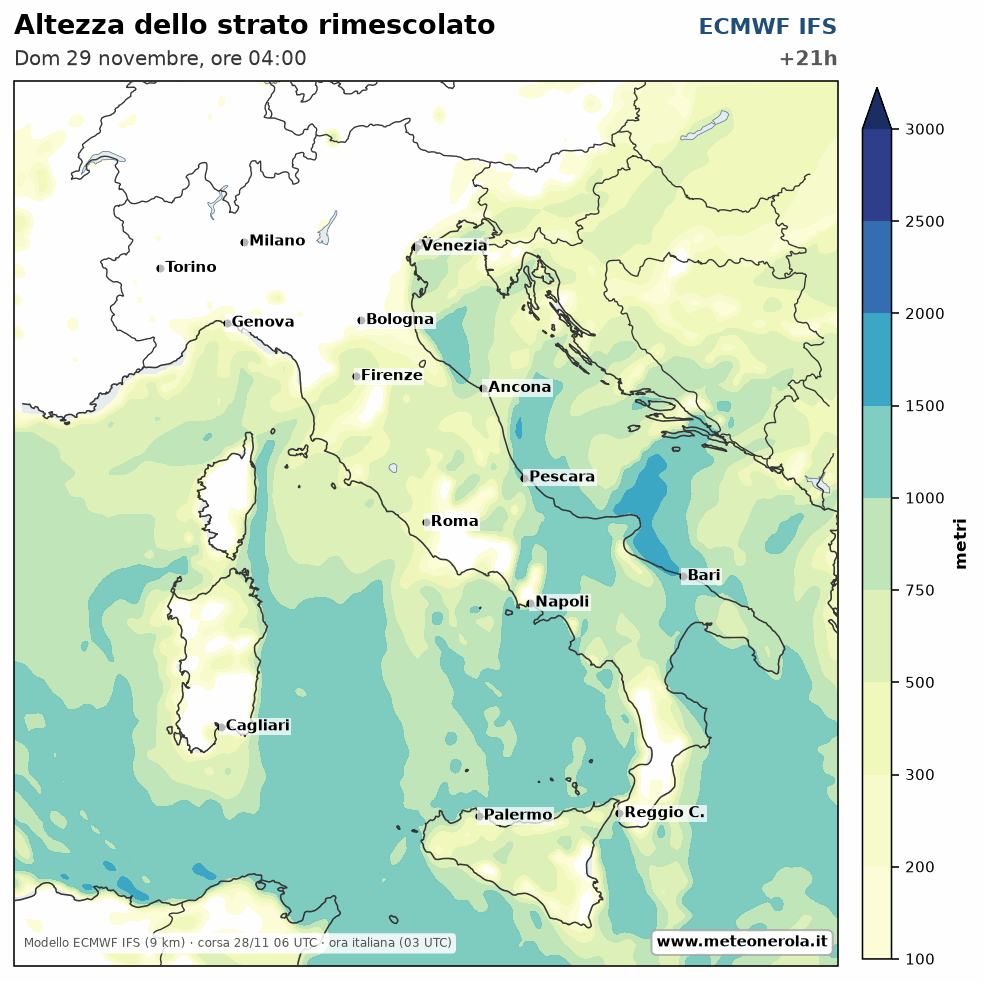 Altezza dello strato rimescolato
ECMWF IFS
Dom 29 novembre, ore 04:00
+21h
3000
2500
2000
1500
1000
750
500
300
200
100
metri
Milano
Venezia
Torino
Genova
Bologna
Firenze
Ancona
Pescara
Roma
Bari
Napoli
Cagliari
Palermo
Reggio C.
Modello ECMWF IFS (9 km) · corsa 28/11 06 UTC · ora italiana (03 UTC)
www.meteonerola.it